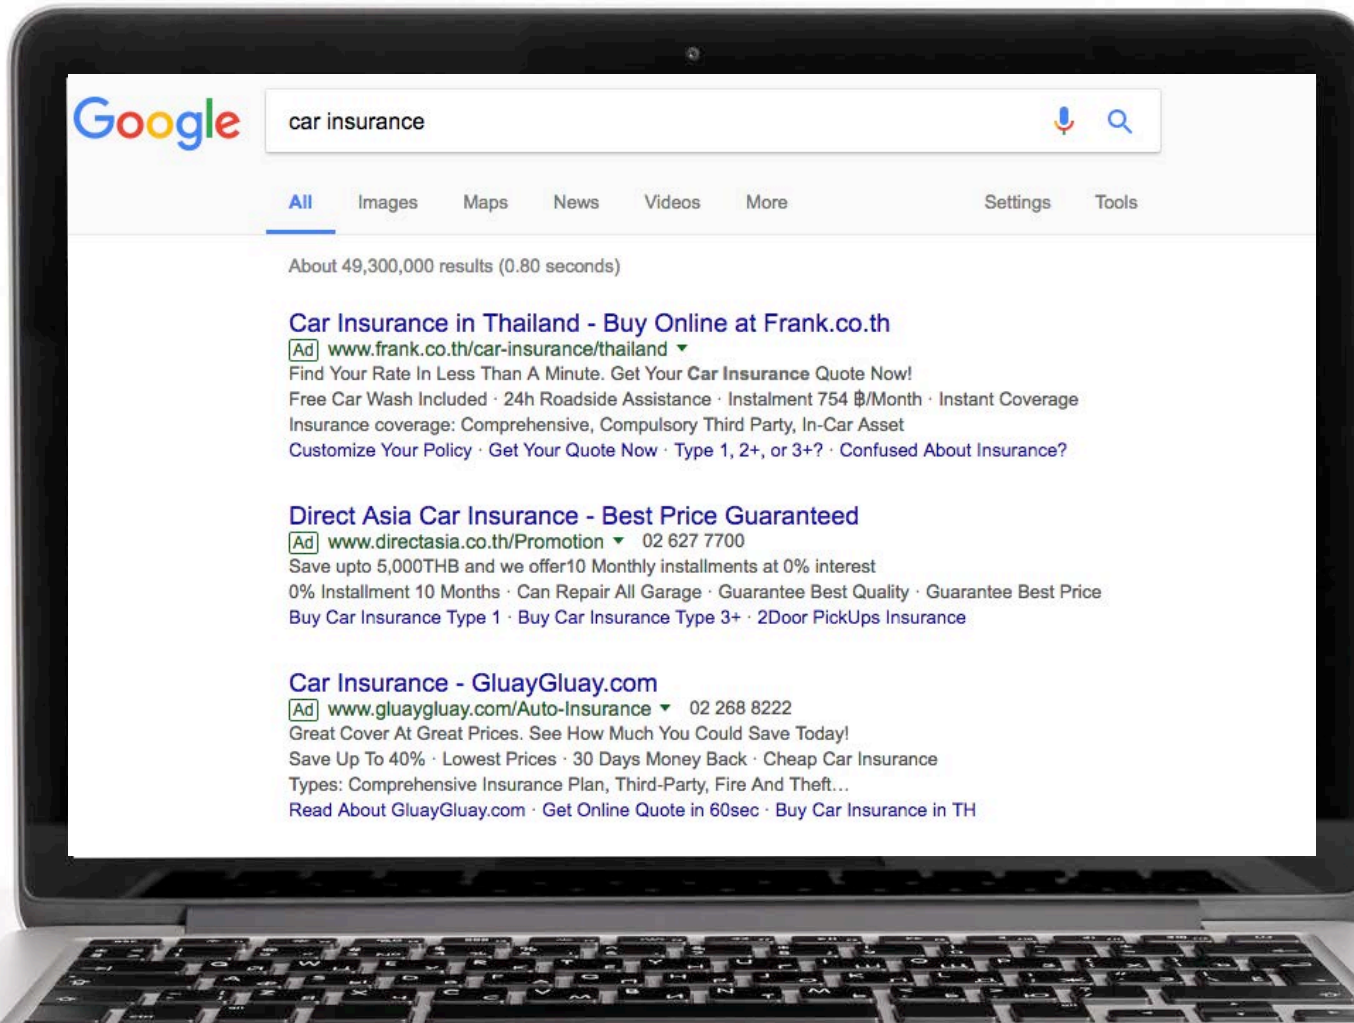 Google
car insurance
All Images Maps News Videos More Settings Tools
About 49,300,000 results (0.80 seconds)
Car Insurance in Thailand - Buy Online at Frank.co.th
Ad www.frank.co.th/car-insurance/thailand
Find Your Rate In Less Than A Minute. Get Your Car Insurance Quote Now!
Free Car Wash Included · 24h Roadside Assistance · Instalment 754 ฿/Month · Instant Coverage
Insurance coverage: Comprehensive, Compulsory Third Party, In-Car Asset
Customize Your Policy · Get Your Quote Now · Type 1, 2+, or 3+? · Confused About Insurance?
Direct Asia Car Insurance - Best Price Guaranteed
Ad www.directasia.co.th/Promotion 02 627 7700
Save upto 5,000THB and we offer10 Monthly installments at 0% interest
0% Installment 10 Months · Can Repair All Garage · Guarantee Best Quality · Guarantee Best Price
Buy Car Insurance Type 1 · Buy Car Insurance Type 3+ · 2Door PickUps Insurance
Car Insurance - GluayGluay.com
Ad www.gluaygluay.com/Auto-Insurance 02 268 8222
Great Cover At Great Prices. See How Much You Could Save Today!
Save Up To 40% · Lowest Prices · 30 Days Money Back · Cheap Car Insurance
Types: Comprehensive Insurance Plan, Third-Party, Fire And Theft…
Read About GluayGluay.com · Get Online Quote in 60sec · Buy Car Insurance in TH